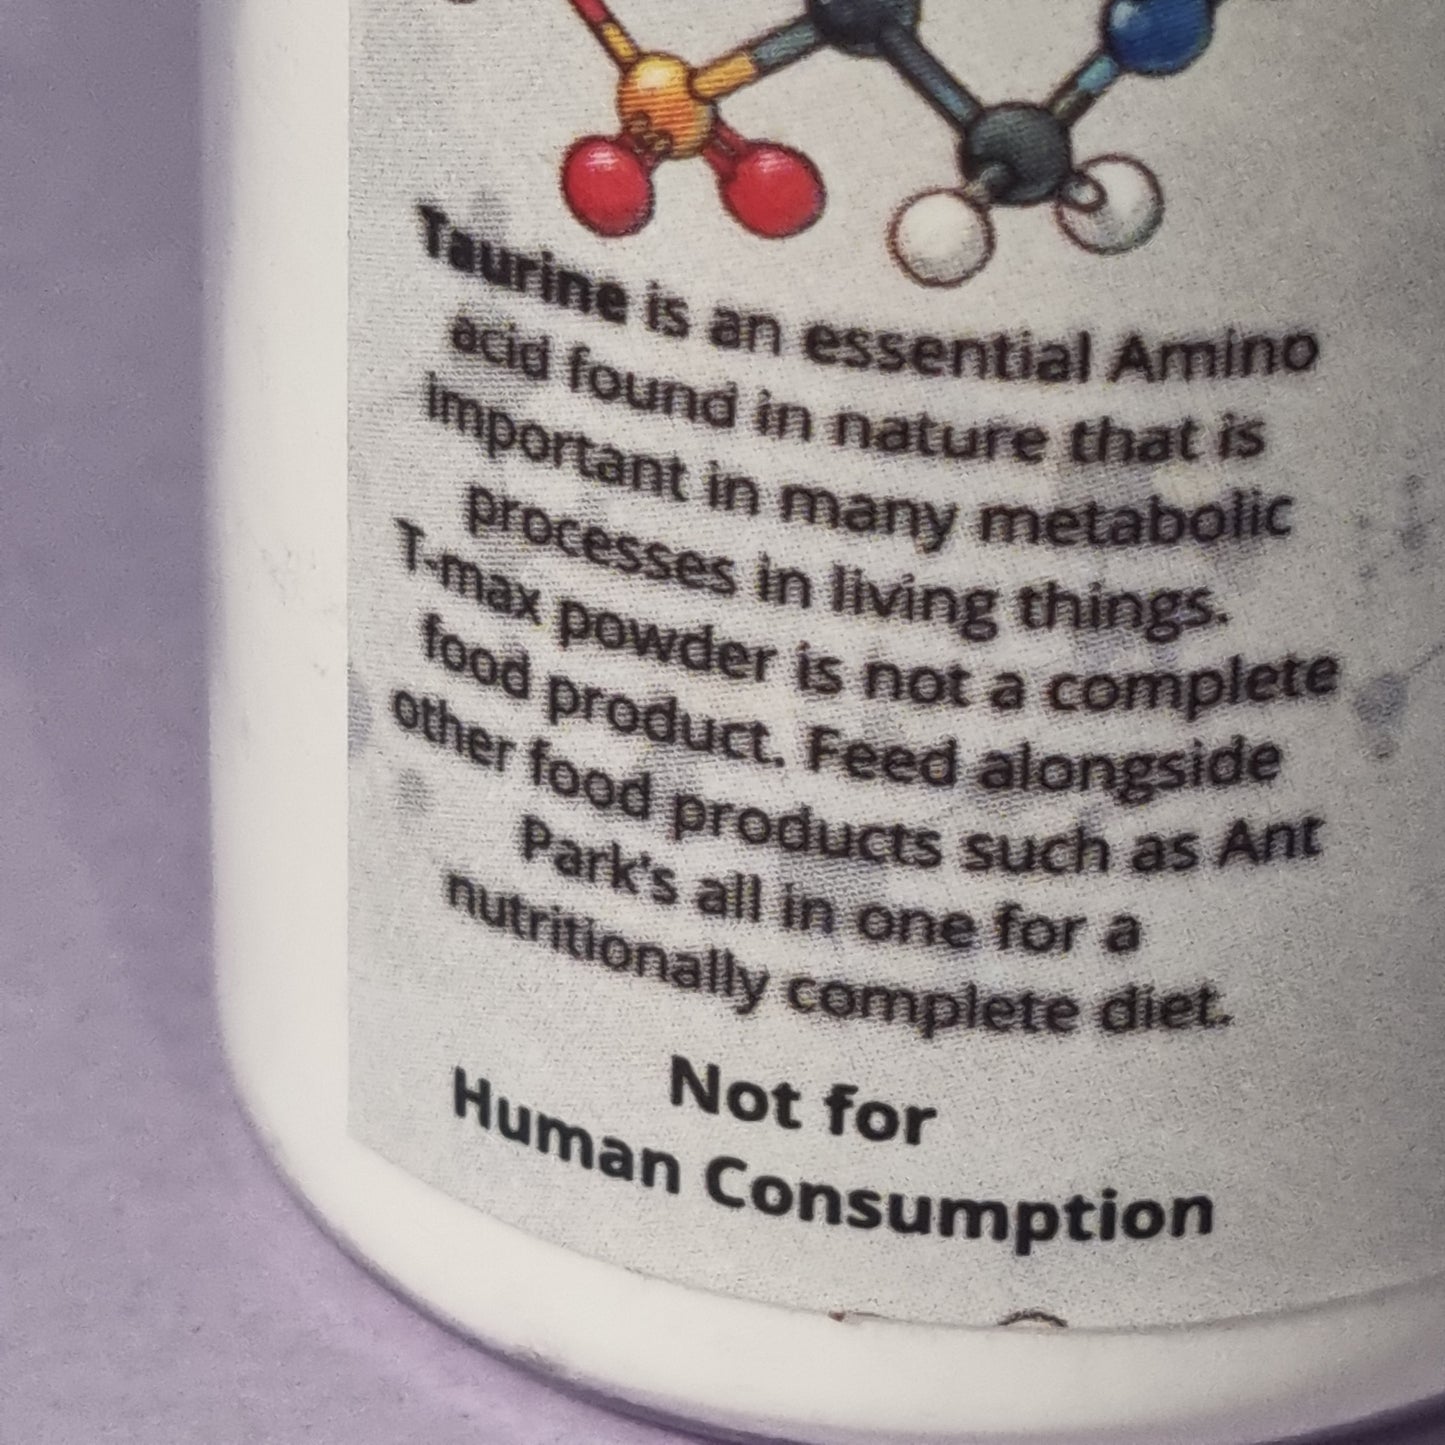 Taurine is an essential Amino
acid found in nature that is
important in many metabolic
processes in living things.
T-max powder is not a complete
food product. Feed alongside
other food products such as Ant
Park's all in one for a
nutritionally complete diet.
Not for
Human Consumption